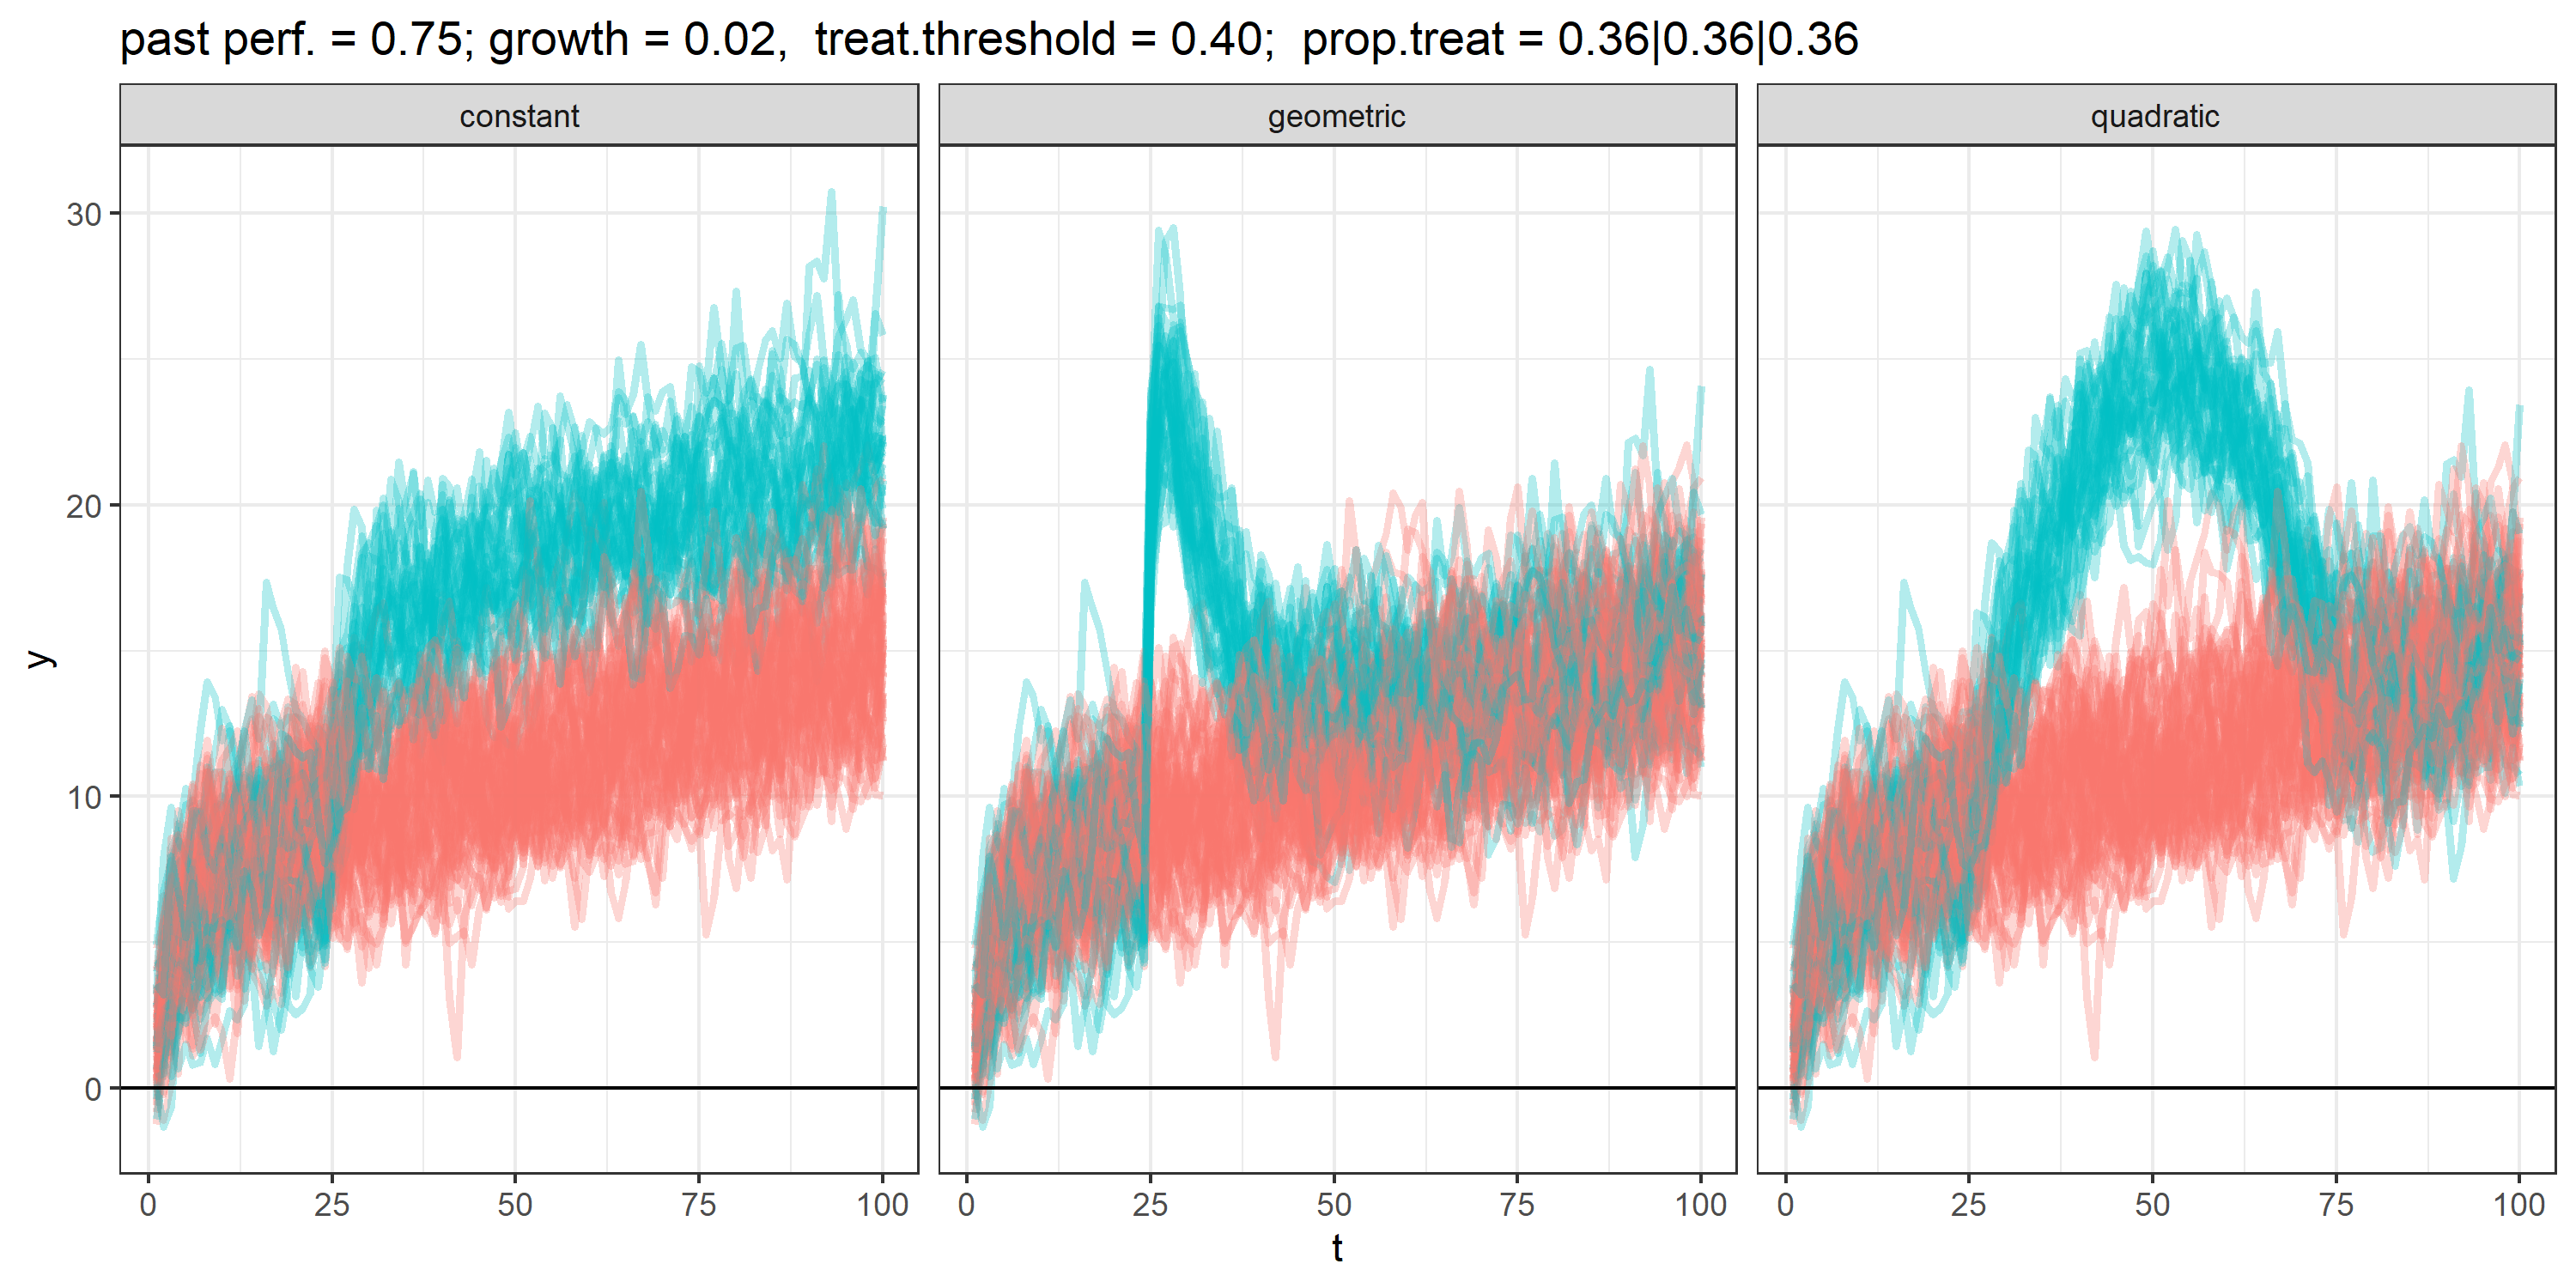 past perf. = 0.75; growth = 0.02,  treat.threshold = 0.40;  prop.treat = 0.36|0.36|0.36
constant geometric quadratic
30
20
10
0
y
0 25 50 75 100 0 25 50 75 100 0 25 50 75 100
t